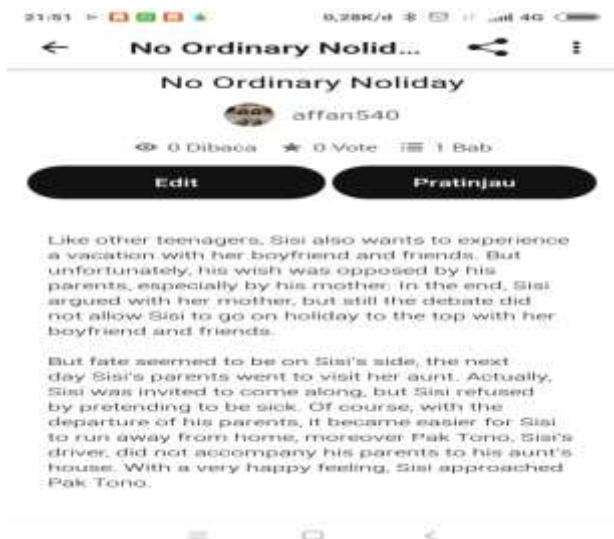 21:51
0,28K/d 4G
No Ordinary Nolid...
No Ordinary Noliday
affan540
0 Dibaca 0 Vote 1 Bab
Edit Pratinjau
Like other teenagers, Sisi also wants to experience
a vacation with her boyfriend and friends. But
unfortunately, his wish was opposed by his
parents, especially by his mother. In the end, Sisi
argued with her mother, but still the debate did
not allow Sisi to go on holiday to the top with her
boyfriend and friends.
But fate seemed to be on Sisi's side, the next
day Sisi's parents went to visit her aunt. Actually,
Sisi was invited to come along, but Sisi refused
by pretending to be sick. Of course, with the
departure of his parents, it became easier for Sisi
to run away from home, moreover Pak Tono, Sisi's
driver, did not accompany his parents to his aunt's
house. With a very happy feeling, Sisi approached
Pak Tono.